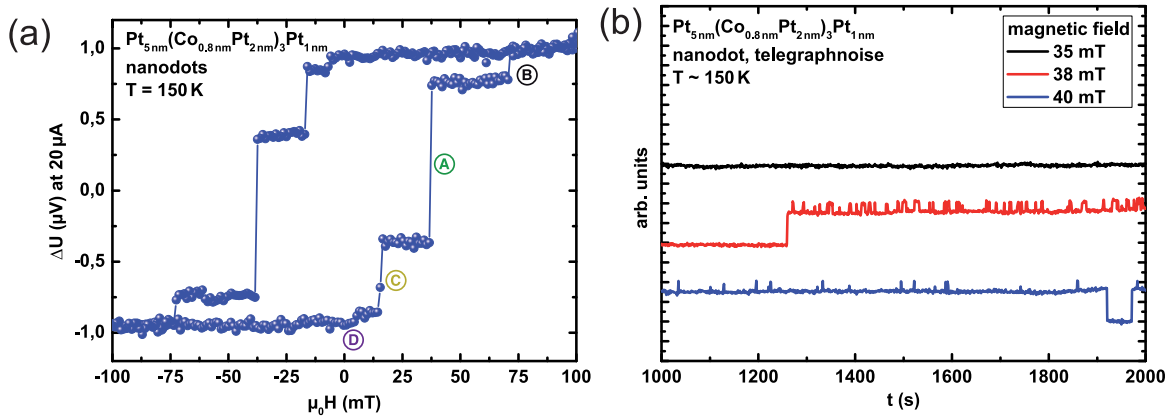 (a)
Pt5nm(Co0.8nmPt2nm)3Pt1nm
nanodots
T = 150 K
1,0
0,5
0,0
-0,5
-1,0
ΔU (µV) at 20 µA
A
B
C
D
-100 -75 -50 -25 0 25 50 75 100
µ0H (mT)
(b)
Pt5nm(Co0.8nmPt2nm)3Pt1nm
nanodot, telegraphnoise
T ~ 150 K
magnetic field
35 mT
38 mT
40 mT
arb. units
1000 1200 1400 1600 1800 2000
t (s)